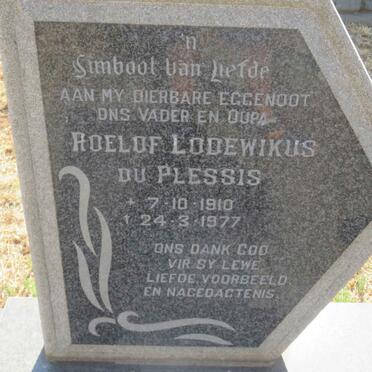 'n
Simbool van Liefde
AAN MY DIERBARE EGGENOOT
ONS VADER EN OUPA
ROELOF LODEWIKUS
DU PLESSIS
* 7-10-1910
† 24-3-1977
ONS DANK GOD
VIR SY LEWE
LIEFDE, VOORBEELD
EN NAGEDAGTENIS.